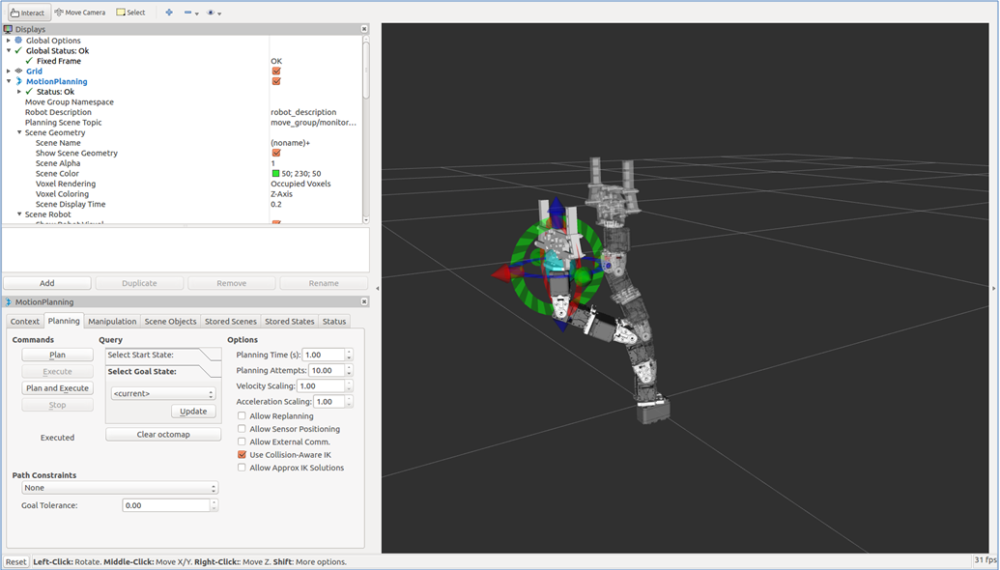 Interact Move Camera Select
Displays
Global Options
Global Status: Ok
Fixed Frame OK
Grid
MotionPlanning
Status: Ok
Move Group Namespace
Robot Description robot_description
Planning Scene Topic move_group/monitor...
Scene Geometry
Scene Name (noname)+
Show Scene Geometry
Scene Alpha 1
Scene Color 50; 230; 50
Voxel Rendering Occupied Voxels
Voxel Coloring Z-Axis
Scene Display Time 0.2
Scene Robot
Add Duplicate Remove Rename
MotionPlanning
Context Planning Manipulation Scene Objects Stored Scenes Stored States Status
Commands Query Options
Plan Select Start State: Planning Time (s): 1.00
Execute Select Goal State: Planning Attempts: 10.00
Plan and Execute <current> Velocity Scaling: 1.00
Stop Update Acceleration Scaling: 1.00
Allow Replanning
Clear octomap Allow Sensor Positioning
Executed Allow External Comm.
Use Collision-Aware IK
Allow Approx IK Solutions
Path Constraints
None
Goal Tolerance: 0.00
Reset Left-Click: Rotate. Middle-Click: Move X/Y. Right-Click:: Move Z. Shift: More options. 31 fps